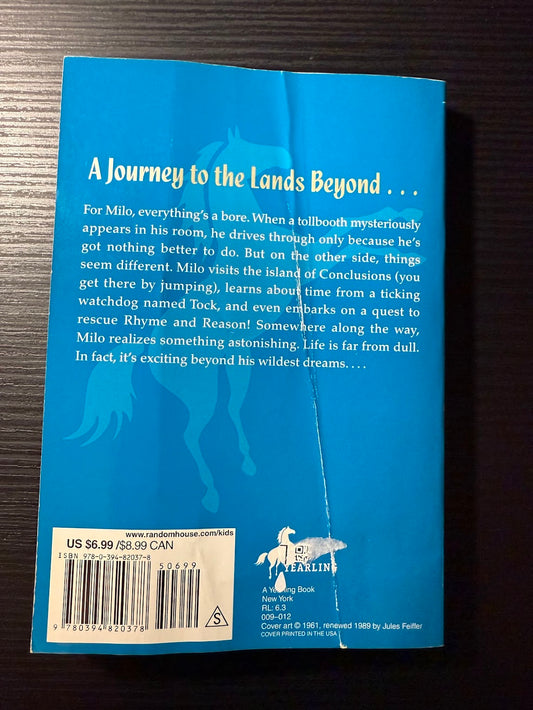 A Journey to the Lands Beyond . . .
For Milo, everything's a bore. When a tollbooth mysteriously
appears in his room, he drives through only because he's
got nothing better to do. But on the other side, things
seem different. Milo visits the island of Conclusions (you
get there by jumping), learns about time from a ticking
watchdog named Tock, and even embarks on a quest to
rescue Rhyme and Reason! Somewhere along the way,
Milo realizes something astonishing. Life is far from dull.
In fact, it's exciting beyond his wildest dreams. . . .
www.randomhouse.com/kids
US $6.99 /$8.99 CAN
ISBN 978-0-394-82037-8
50699
9 780394 820378
S
YEARLING
A Yearling Book
New York
RL: 6.3
009–012
Cover art © 1961, renewed 1989 by Jules Feiffer
COVER PRINTED IN THE USA